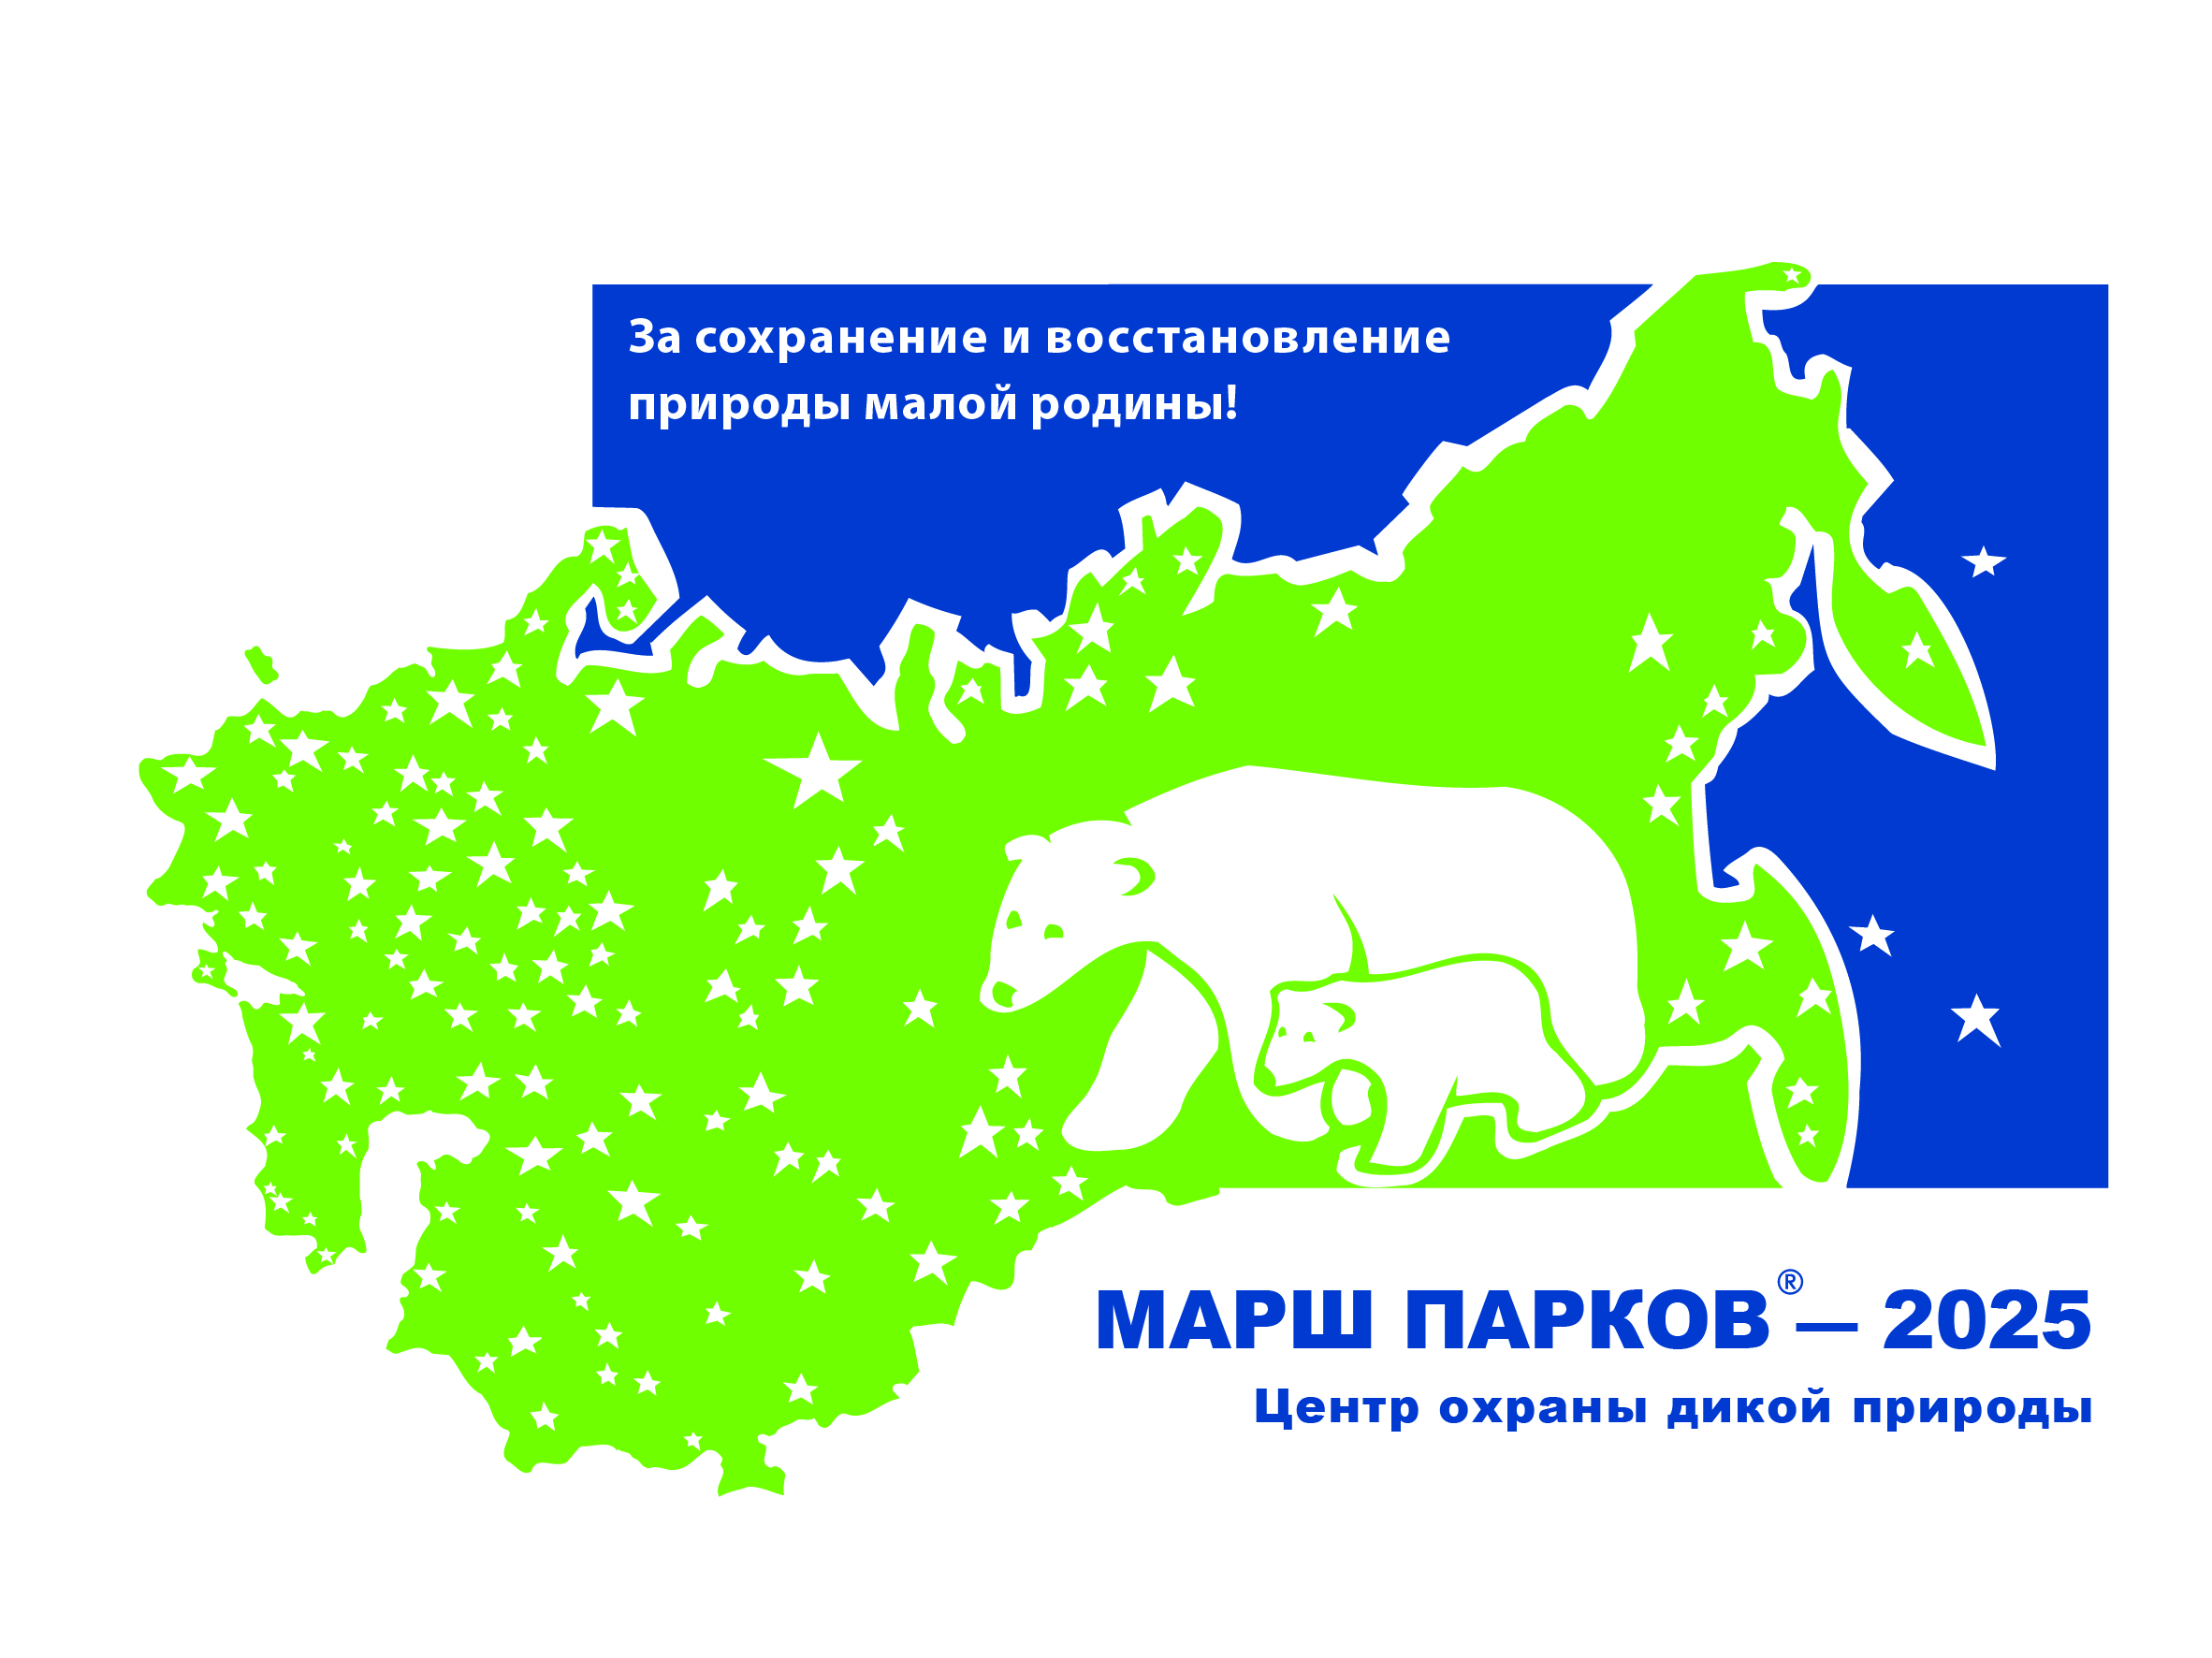 За сохранение и восстановление
природы малой родины!
МАРШ ПАРКОВ® — 2025
Центр охраны дикой природы